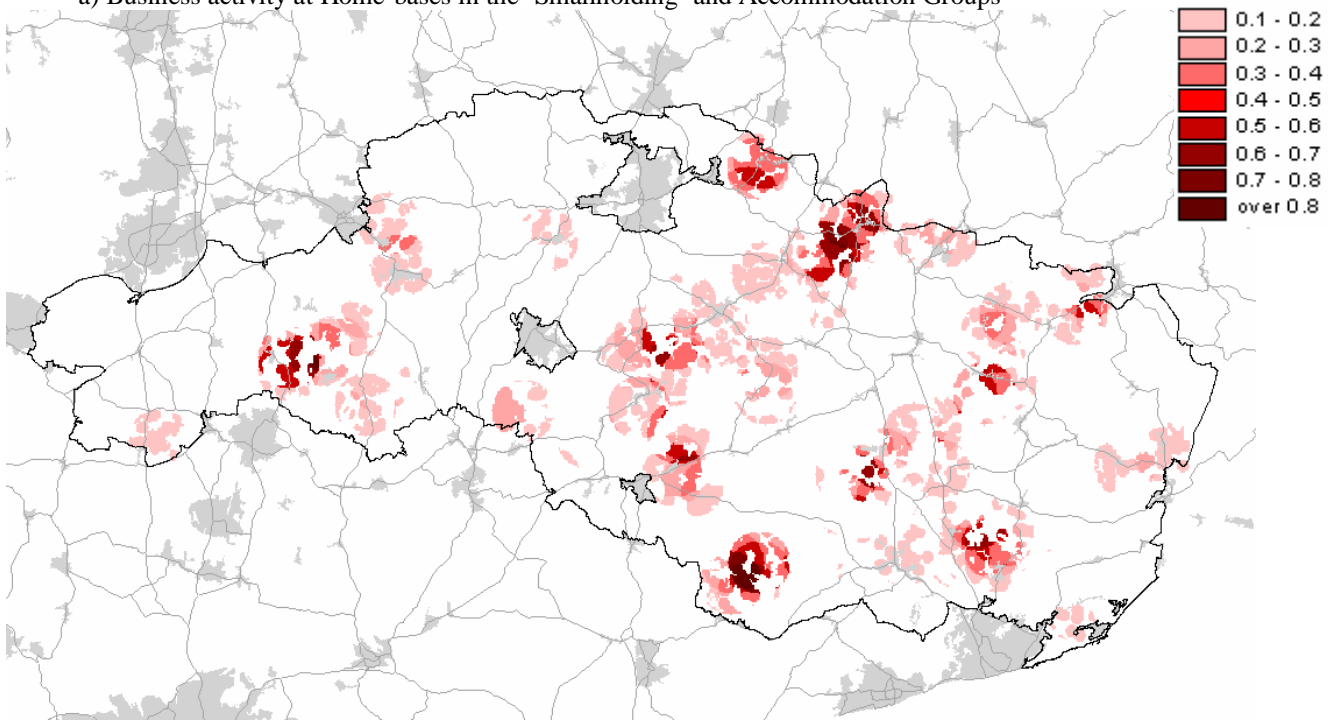 a) Business activity at Home-bases in the 'Smallholding' and Accommodation Groups
0.1 - 0.2
0.2 - 0.3
0.3 - 0.4
0.4 - 0.5
0.5 - 0.6
0.6 - 0.7
0.7 - 0.8
over 0.8